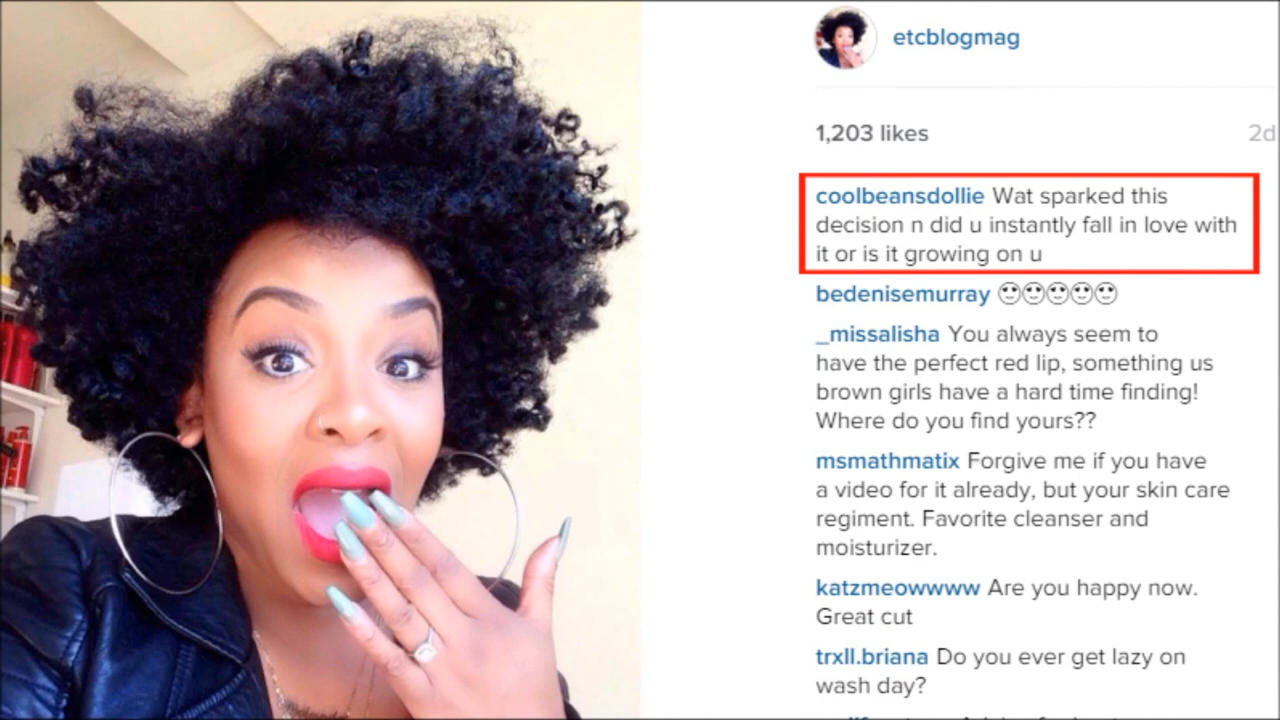 etcblogmag
1,203 likes
2d
coolbeansdollie Wat sparked this
decision n did u instantly fall in love with
it or is it growing on u
bedenisemurray 🙄🙄🙄🙄🙄
_missalisha You always seem to
have the perfect red lip, something us
brown girls have a hard time finding!
Where do you find yours??
msmathmatix Forgive me if you have
a video for it already, but your skin care
regiment. Favorite cleanser and
moisturizer.
katzmeowwww Are you happy now.
Great cut
trxll.briana Do you ever get lazy on
wash day?